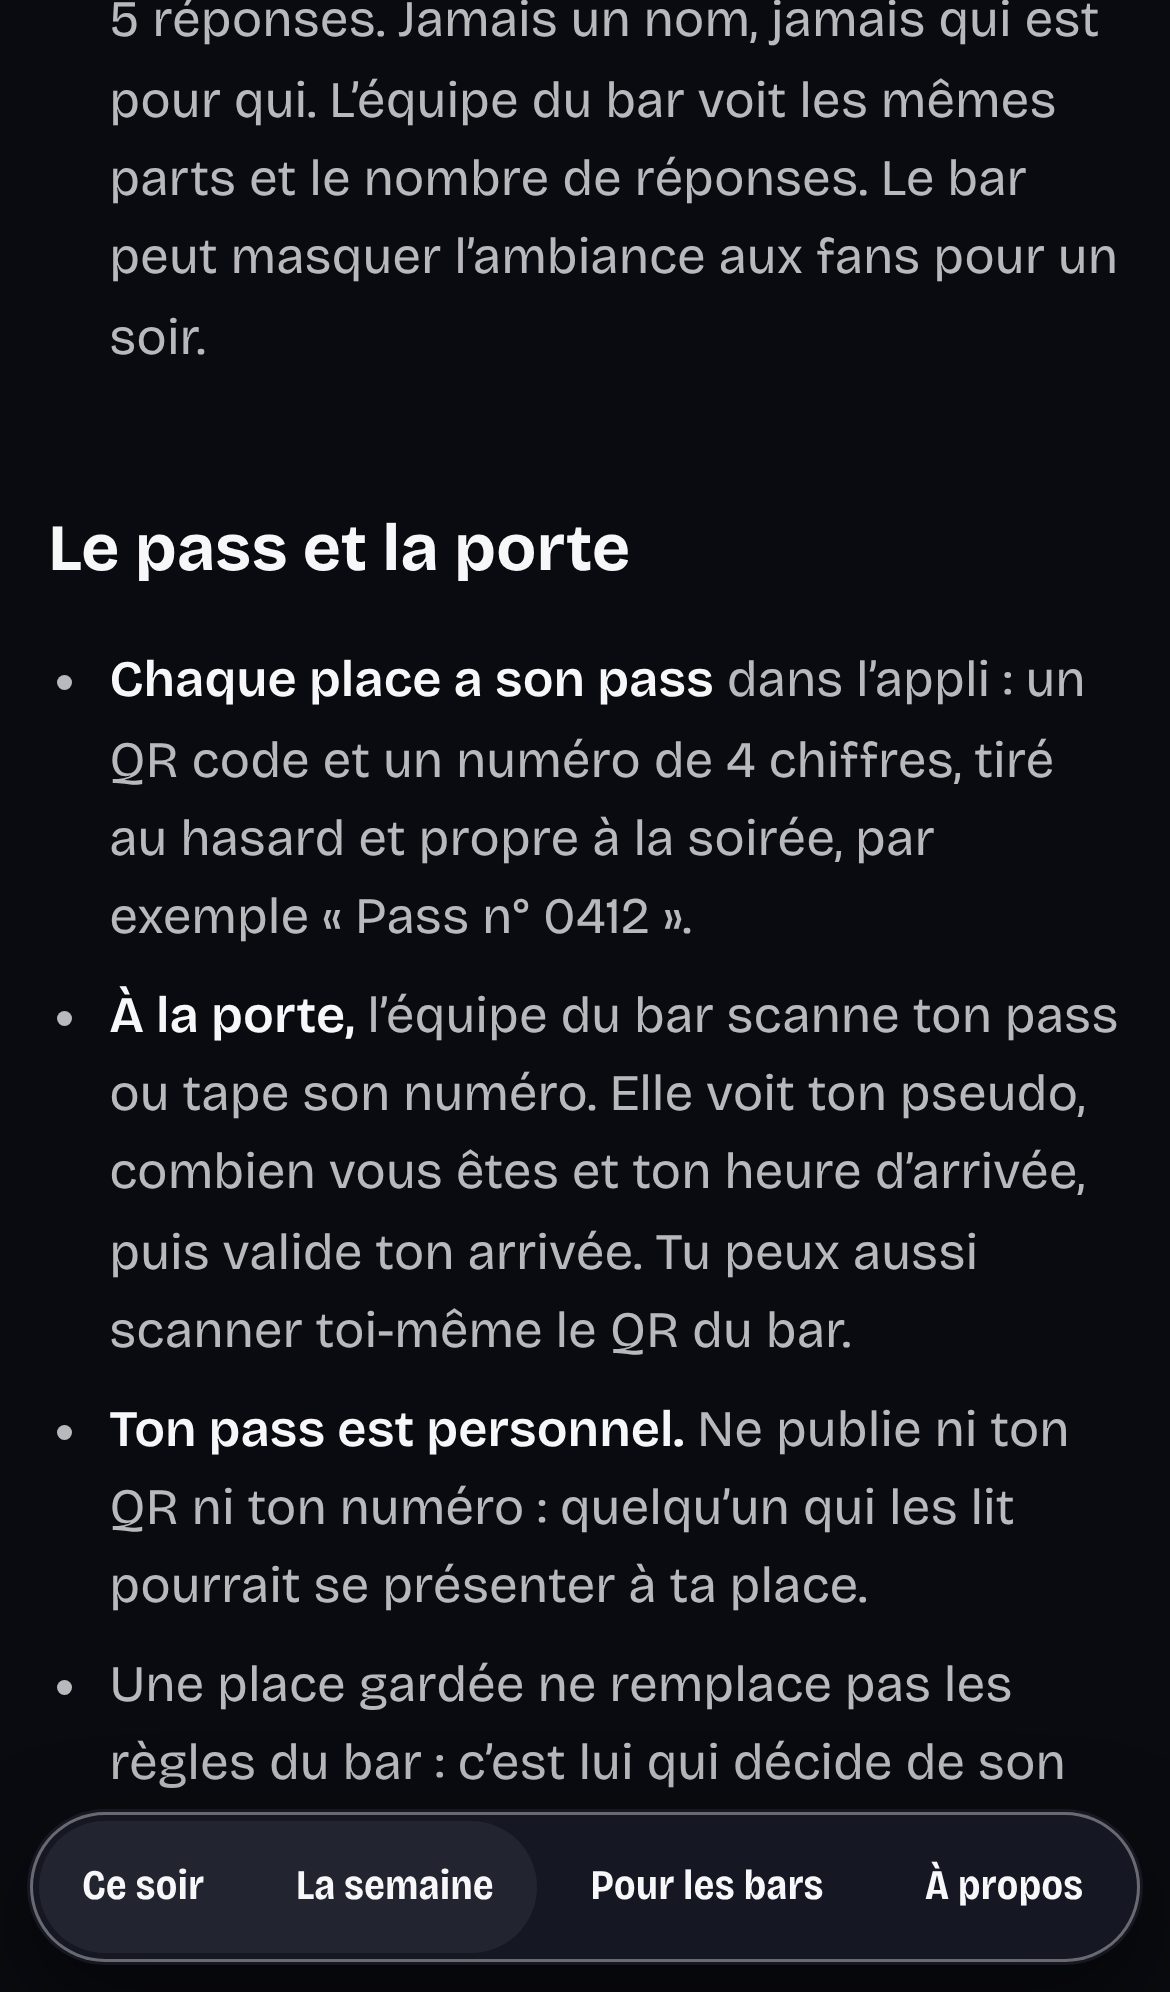 5 réponses. Jamais un nom, jamais qui est
pour qui. L’équipe du bar voit les mêmes
parts et le nombre de réponses. Le bar
peut masquer l’ambiance aux fans pour un
soir.
Le pass et la porte
• Chaque place a son pass dans l’appli : un
QR code et un numéro de 4 chiffres, tiré
au hasard et propre à la soirée, par
exemple « Pass n° 0412 ».
• À la porte, l’équipe du bar scanne ton pass
ou tape son numéro. Elle voit ton pseudo,
combien vous êtes et ton heure d’arrivée,
puis valide ton arrivée. Tu peux aussi
scanner toi-même le QR du bar.
• Ton pass est personnel. Ne publie ni ton
QR ni ton numéro : quelqu’un qui les lit
pourrait se présenter à ta place.
• Une place gardée ne remplace pas les
règles du bar : c’est lui qui décide de son
Ce soir La semaine Pour les bars À propos